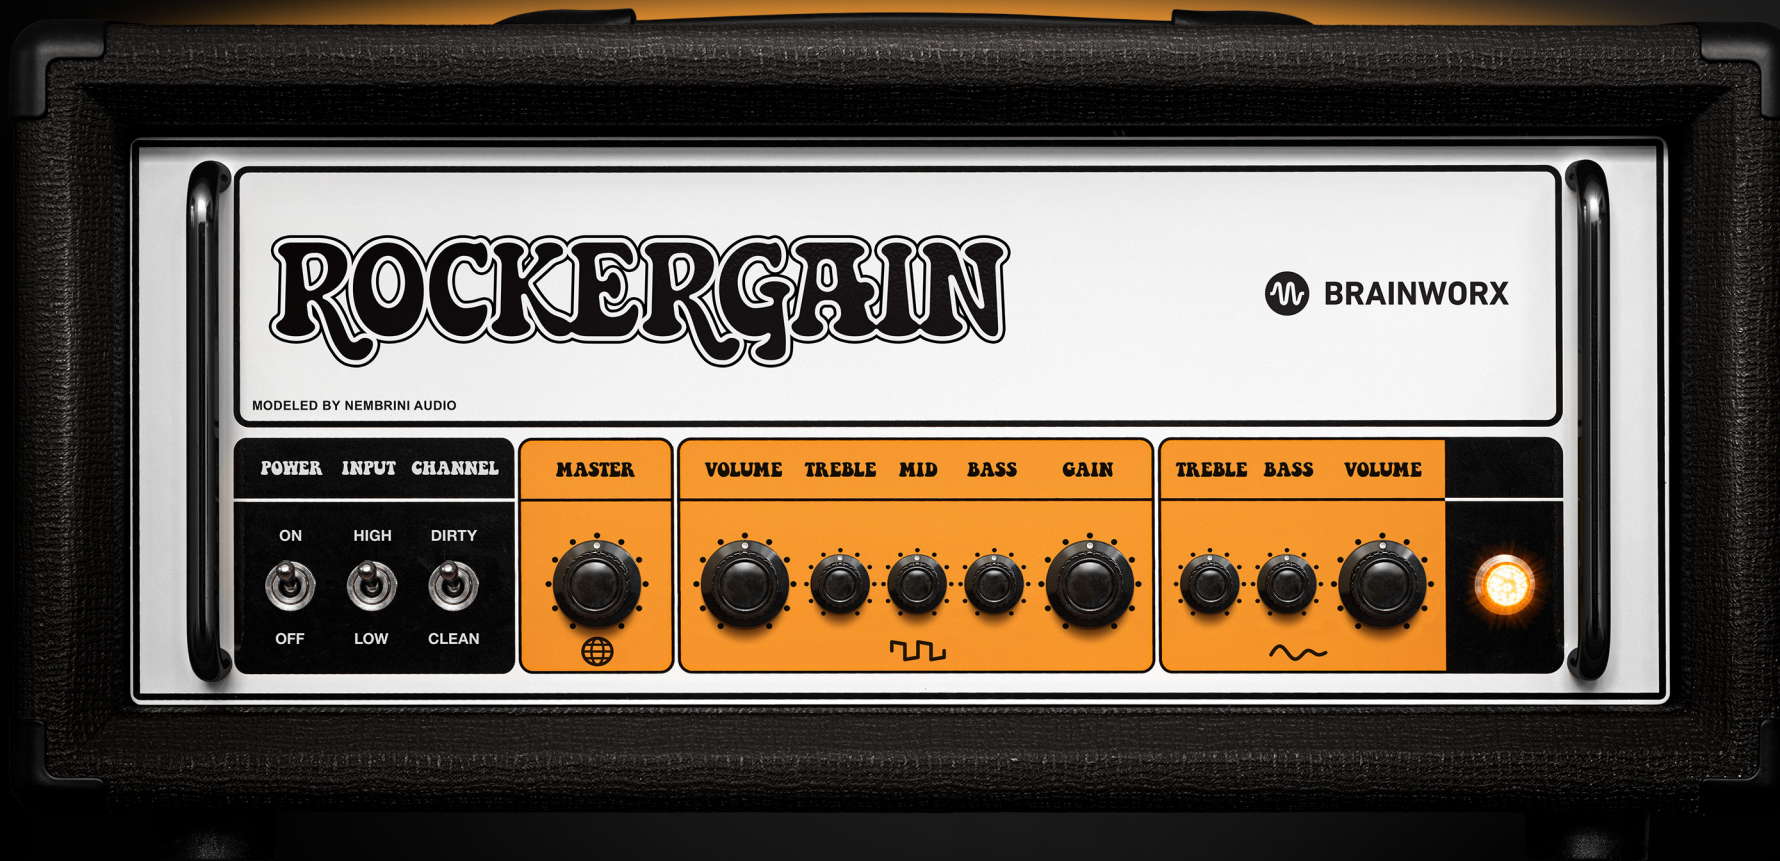 ROCKERGAIN
BRAINWORX
MODELED BY NEMBRINI AUDIO
POWER INPUT CHANNEL
MASTER
VOLUME TREBLE MID BASS GAIN
TREBLE BASS VOLUME
ON HIGH DIRTY
OFF LOW CLEAN